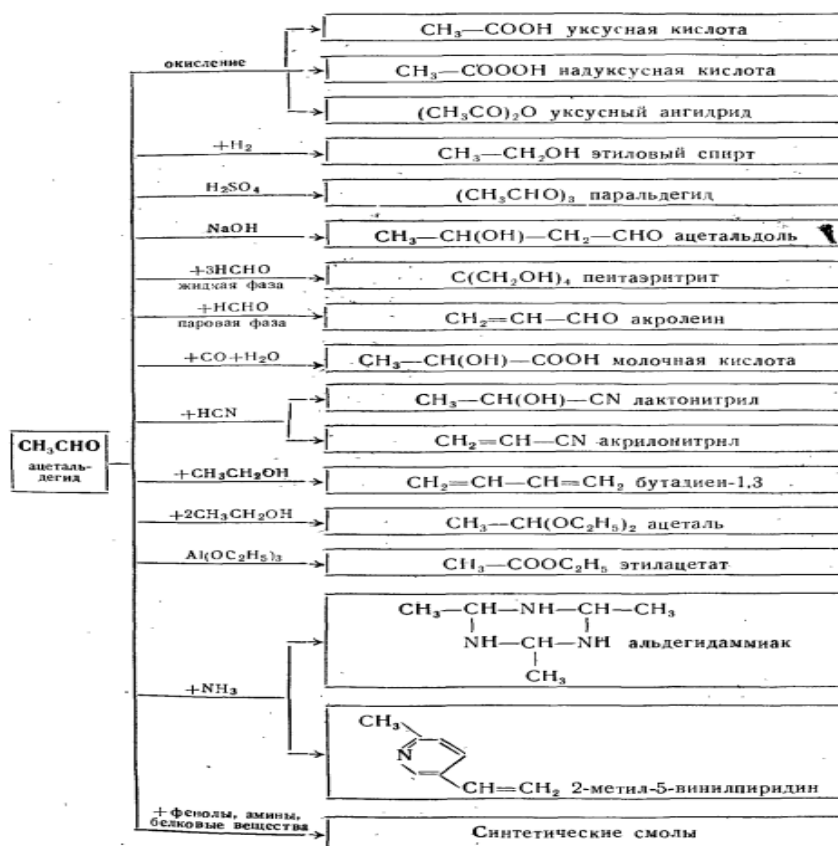 окисление
CH₃—COOH уксусная кислота
CH₃—COOOH надуксусная кислота
(CH₃CO)₂O уксусный ангидрид
+H₂
CH₃—CH₂OH этиловый спирт
H₂SO₄
(CH₃CHO)₃ паральдегид
NaOH
CH₃—CH(OH)—CH₂—CHO ацетальдоль
+3HCHO
жидкая фаза
C(CH₂OH)₄ пентаэритрит
+HCHO
паровая фаза
CH₂=CH—CHO акролеин
+CO+H₂O
CH₃—CH(OH)—COOH молочная кислота
+HCN
CH₃—CH(OH)—CN лактонитрил
CH₂=CH—CN акрилонитрил
CH₃CHO
ацеталь-
дегид
+CH₃CH₂OH
CH₂=CH—CH=CH₂ бутадиен-1,3
+2CH₃CH₂OH
CH₃—CH(OC₂H₅)₂ ацеталь
Al(OC₂H₅)₃
CH₃—COOC₂H₅ этилацетат
+NH₃
CH₃—CH—NH—CH—CH₃
NH—CH—NH альдегидаммиак
CH₃
CH₃
N
CH=CH₂ 2-метил-5-винилпиридин
+ фенолы, амины,
белковые вещества
Синтетические смолы